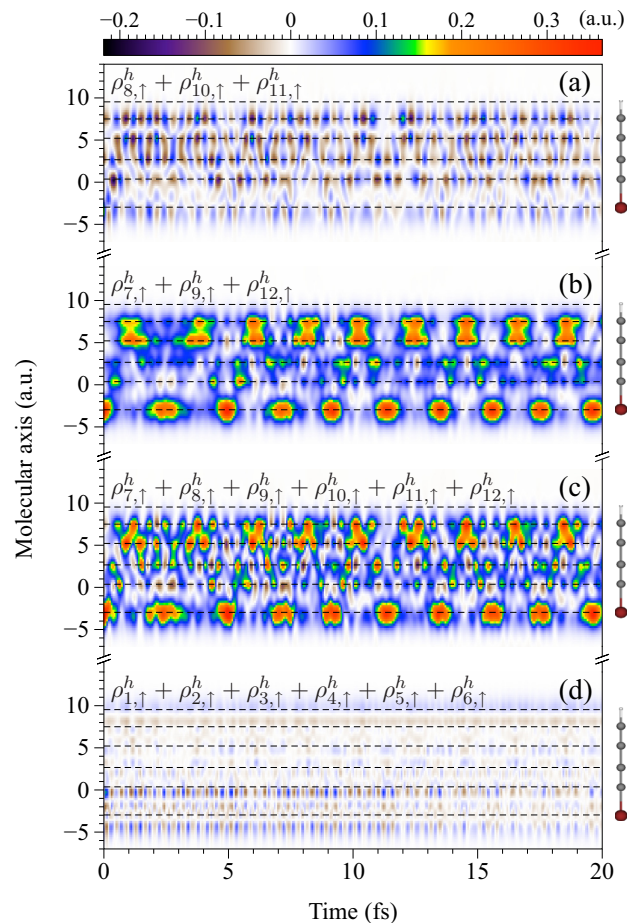 −0.2 −0.1 0 0.1 0.2 0.3 (a.u.)
ρ^h_{8,↑} + ρ^h_{10,↑} + ρ^h_{11,↑} (a)
10
5
0
−5
ρ^h_{7,↑} + ρ^h_{9,↑} + ρ^h_{12,↑} (b)
10
5
0
−5
Molecular axis (a.u.)
ρ^h_{7,↑} + ρ^h_{8,↑} + ρ^h_{9,↑} + ρ^h_{10,↑} + ρ^h_{11,↑} + ρ^h_{12,↑} (c)
10
5
0
−5
ρ^h_{1,↑} + ρ^h_{2,↑} + ρ^h_{3,↑} + ρ^h_{4,↑} + ρ^h_{5,↑} + ρ^h_{6,↑} (d)
10
5
0
−5
0 5 10 15 20
Time (fs)